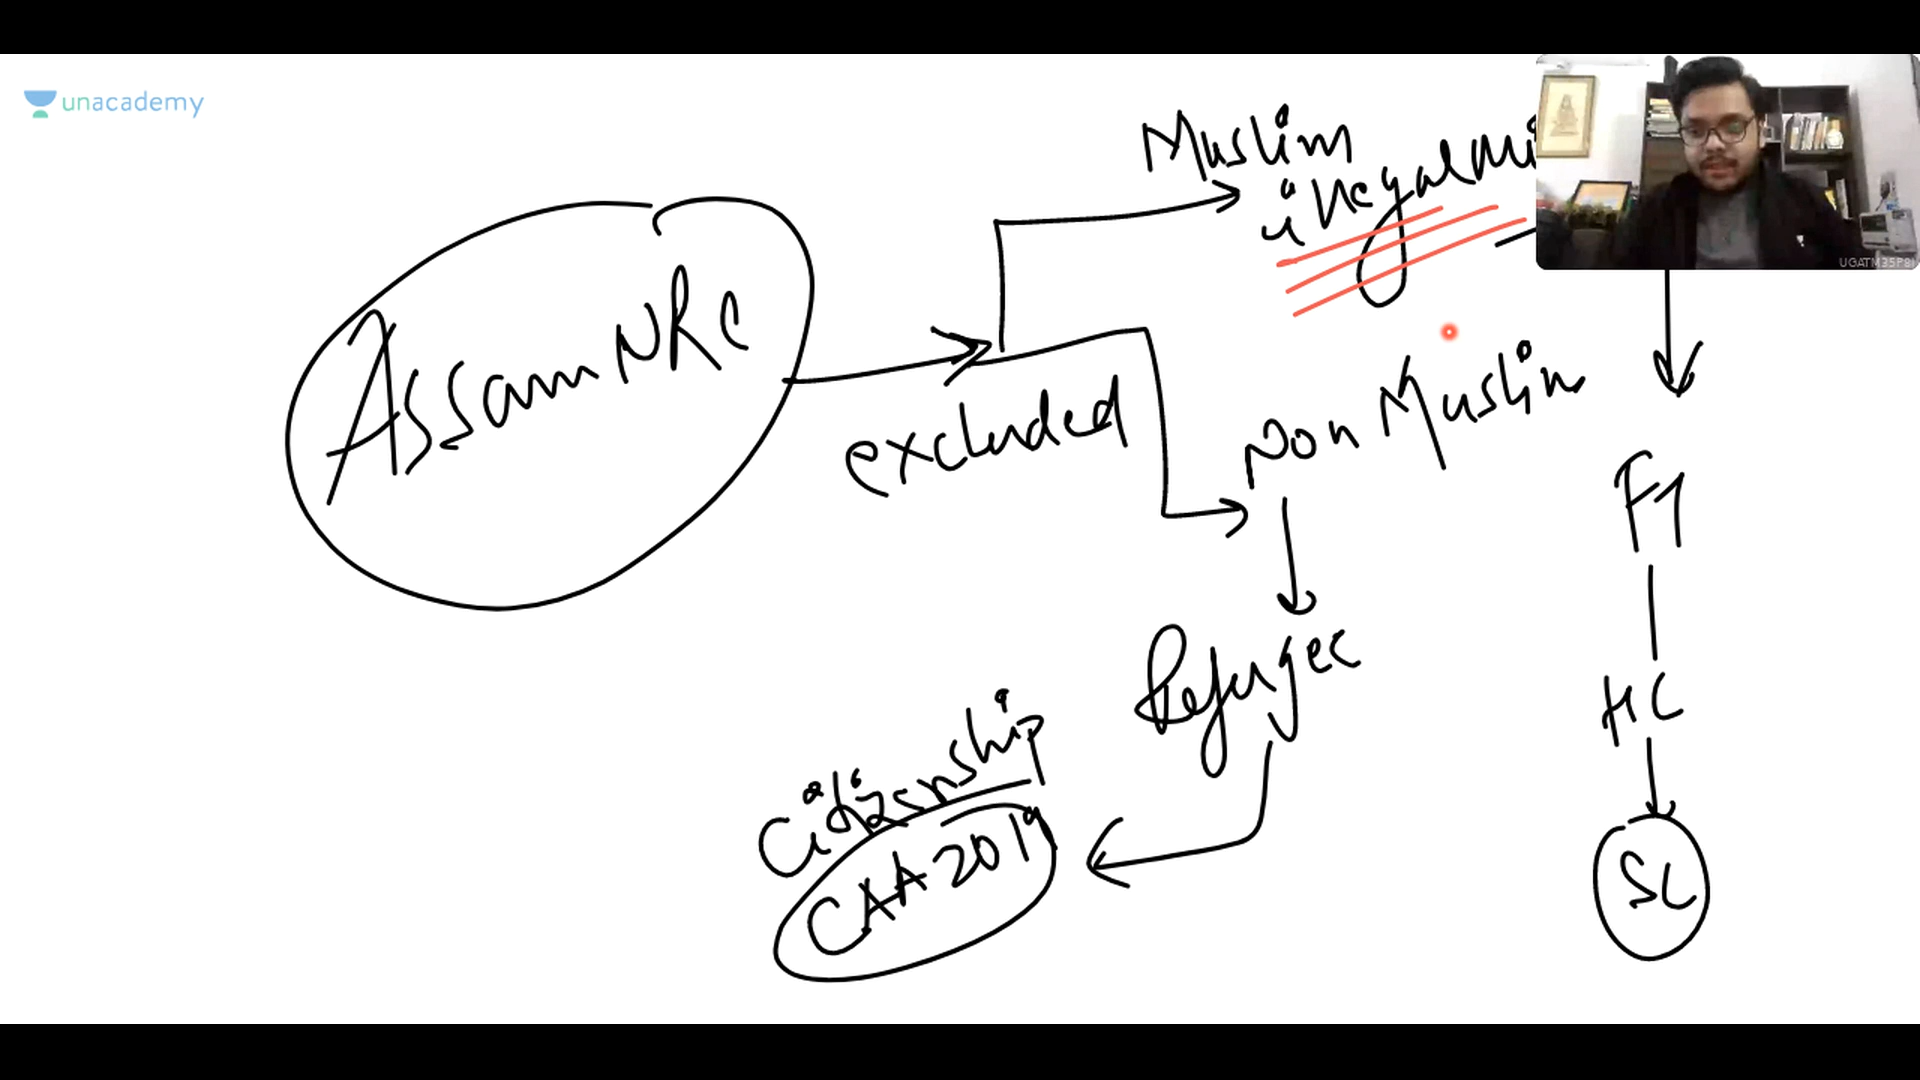 unacademy
Muslim
illegal Mi
UGATM35P8I
Assam NRC
excluded
Non Muslim
FT
Refugee
HC
Citizenship
CAA 2019
SC